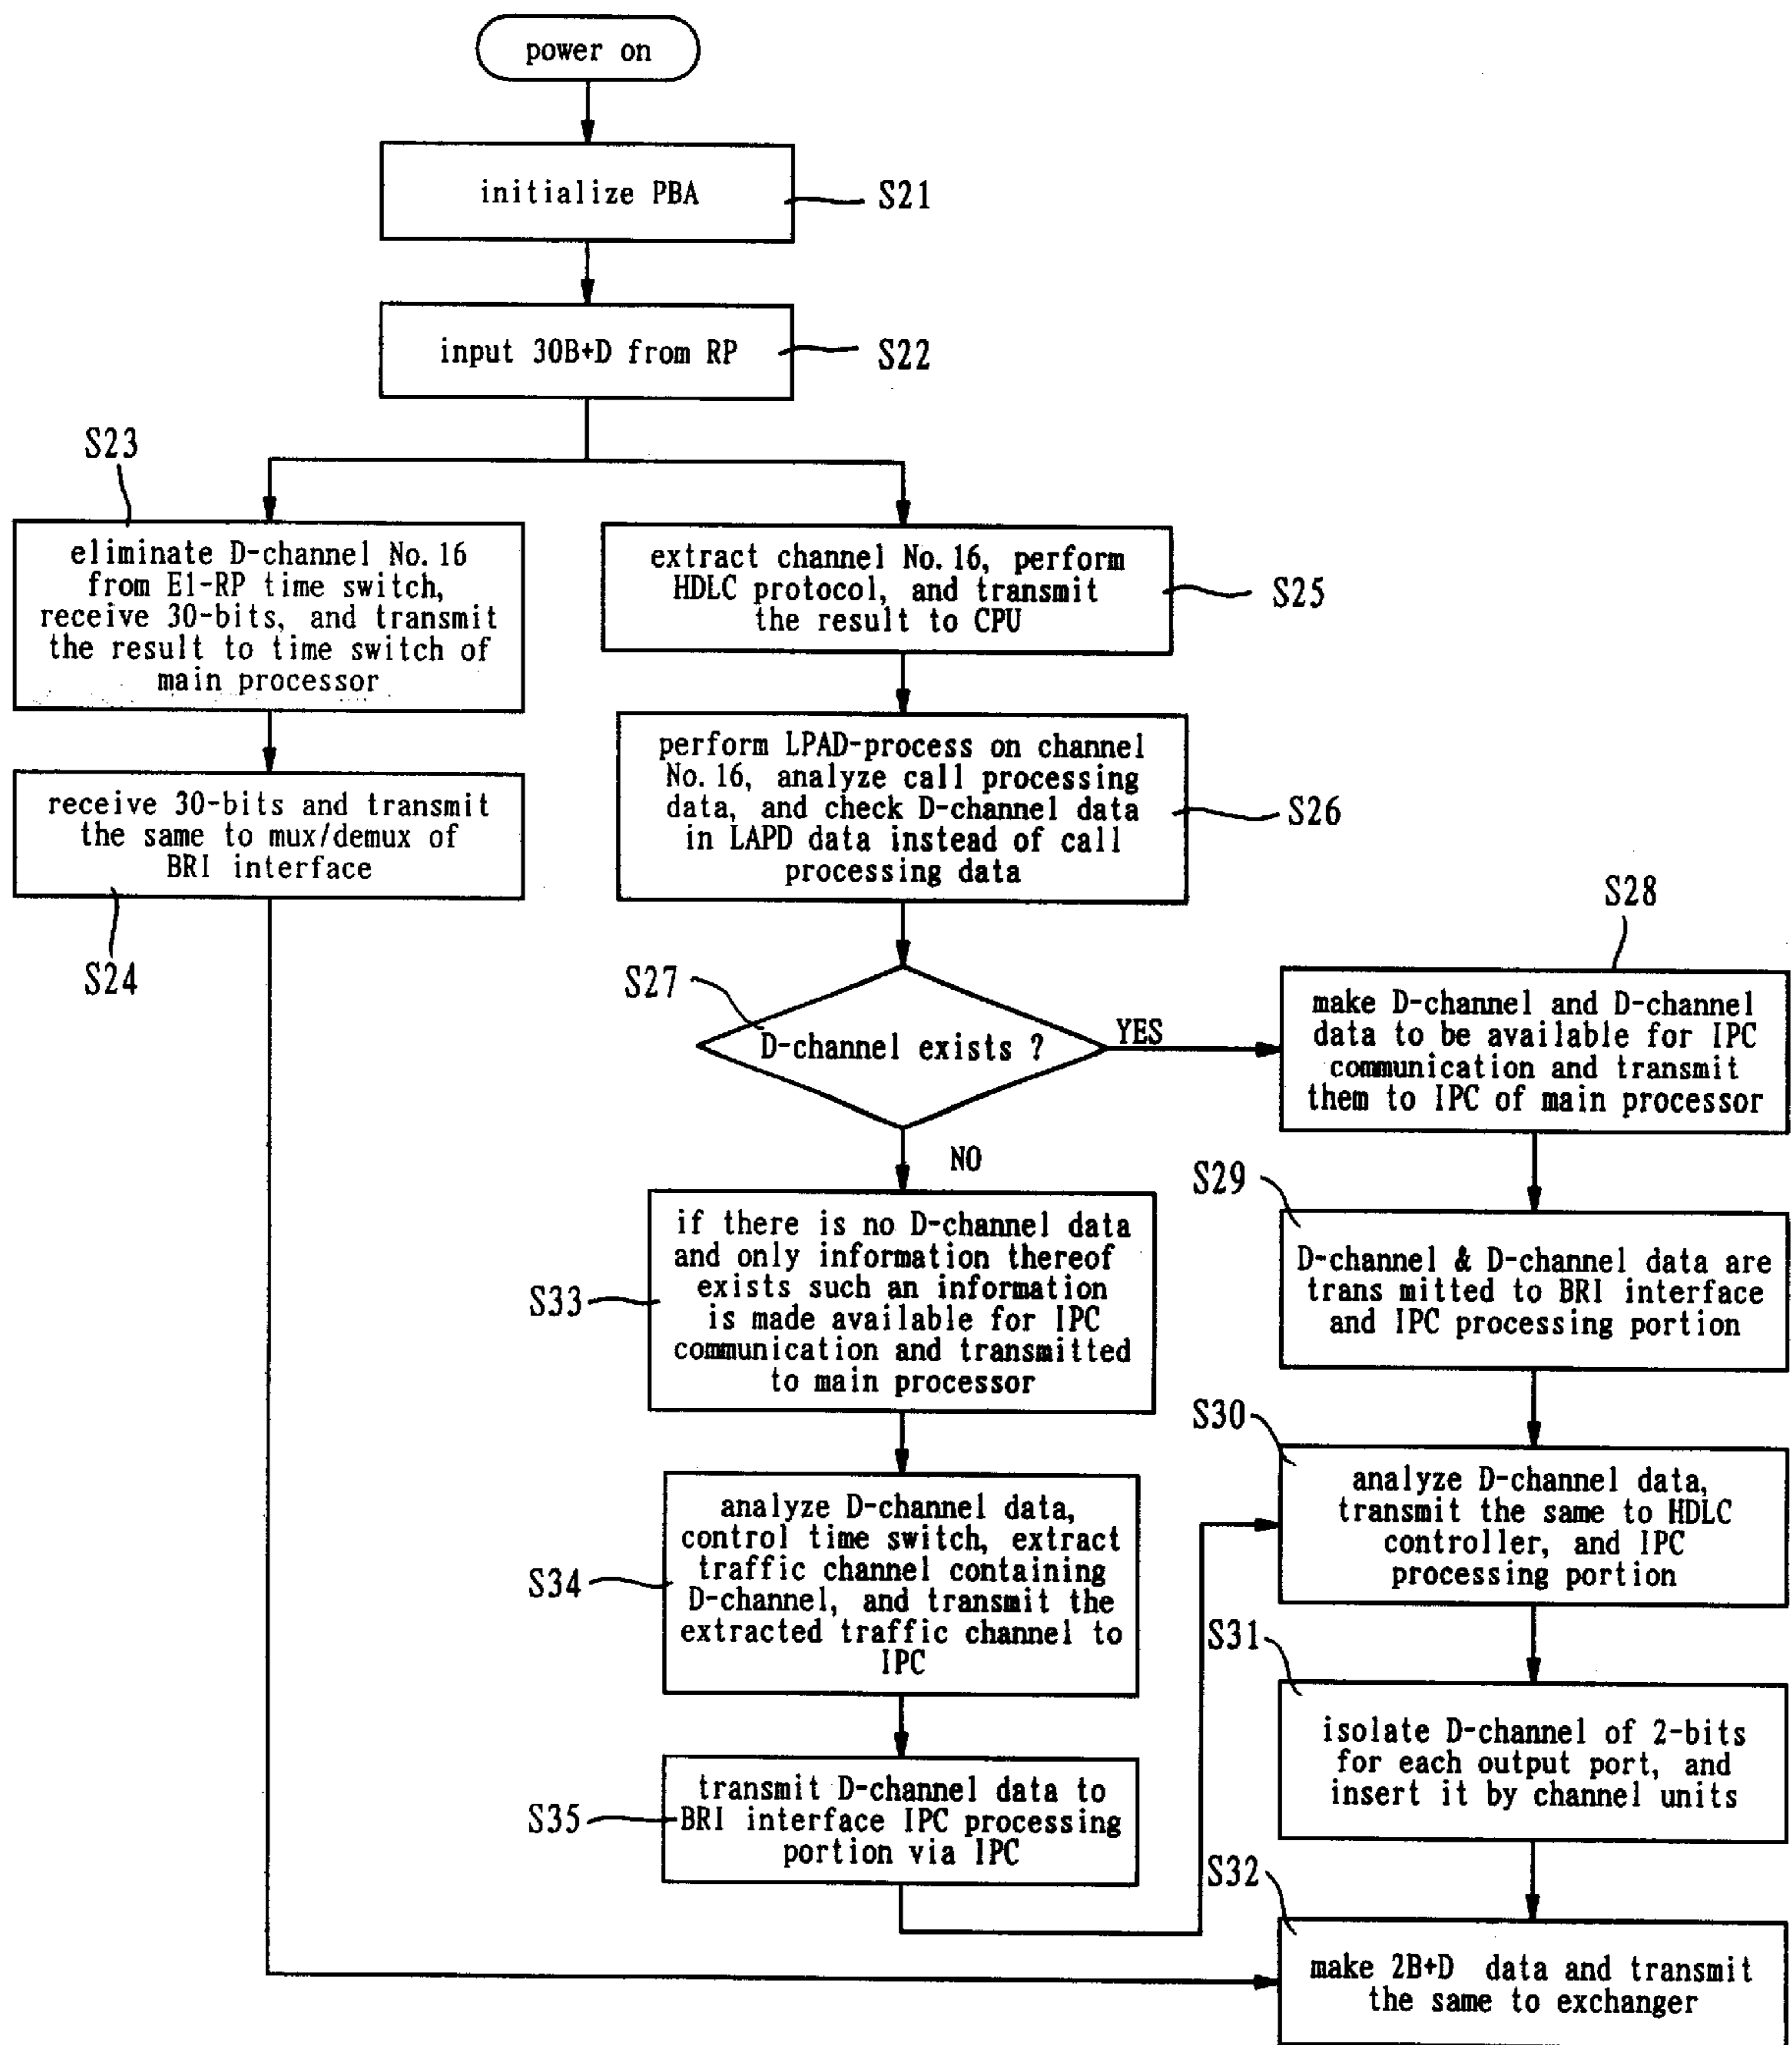 power on
initialize PBA
S21
input 30B+D from RP
S22
S23
eliminate D-channel No.16
from E1-RP time switch,
receive 30-bits, and transmit
the result to time switch of
main processor
receive 30-bits and transmit
the same to mux/demux of
BRI interface
S24
extract channel No.16, perform
HDLC protocol, and transmit
the result to CPU
S25
perform LPAD-process on channel
No.16, analyze call processing
data, and check D-channel data
in LAPD data instead of call
processing data
S26
S27
D-channel exists ?
YES
NO
S28
make D-channel and D-channel
data to be available for IPC
communication and transmit
them to IPC of main processor
S29
D-channel & D-channel data are
trans mitted to BRI interface
and IPC processing portion
S30
analyze D-channel data,
transmit the same to HDLC
controller, and IPC
processing portion
S31
isolate D-channel of 2-bits
for each output port, and
insert it by channel units
S32
make 2B+D data and transmit
the same to exchanger
if there is no D-channel data
and only information thereof
exists such an information
is made available for IPC
communication and transmitted
to main processor
S33
analyze D-channel data,
control time switch, extract
traffic channel containing
D-channel, and transmit the
extracted traffic channel to
IPC
S34
transmit D-channel data to
BRI interface IPC processing
portion via IPC
S35